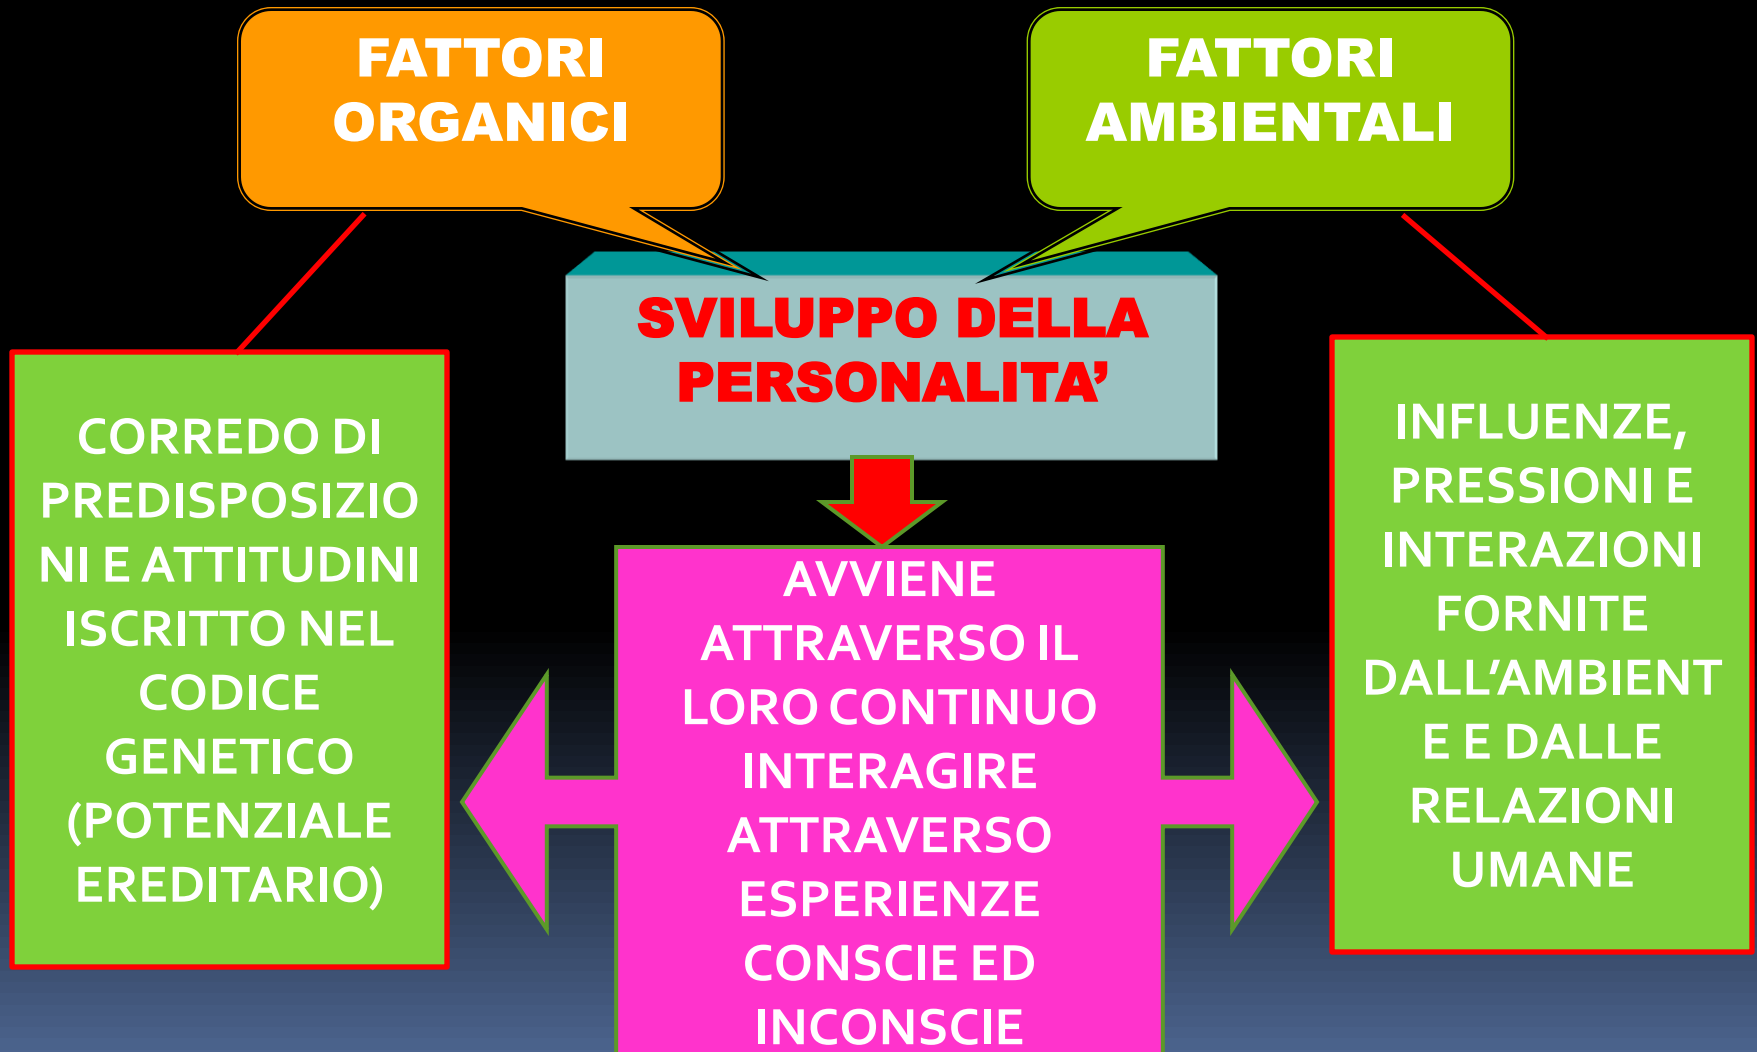 FATTORI
ORGANICI
FATTORI
AMBIENTALI
SVILUPPO DELLA
PERSONALITA’
CORREDO DI
PREDISPOSIZIO
NI E ATTITUDINI
ISCRITTO NEL
CODICE
GENETICO
(POTENZIALE
EREDITARIO)
AVVIENE
ATTRAVERSO IL
LORO CONTINUO
INTERAGIRE
ATTRAVERSO
ESPERIENZE
CONSCIE ED
INCONSCIE
INFLUENZE,
PRESSIONI E
INTERAZIONI
FORNITE
DALL’AMBIENT
E E DALLE
RELAZIONI
UMANE